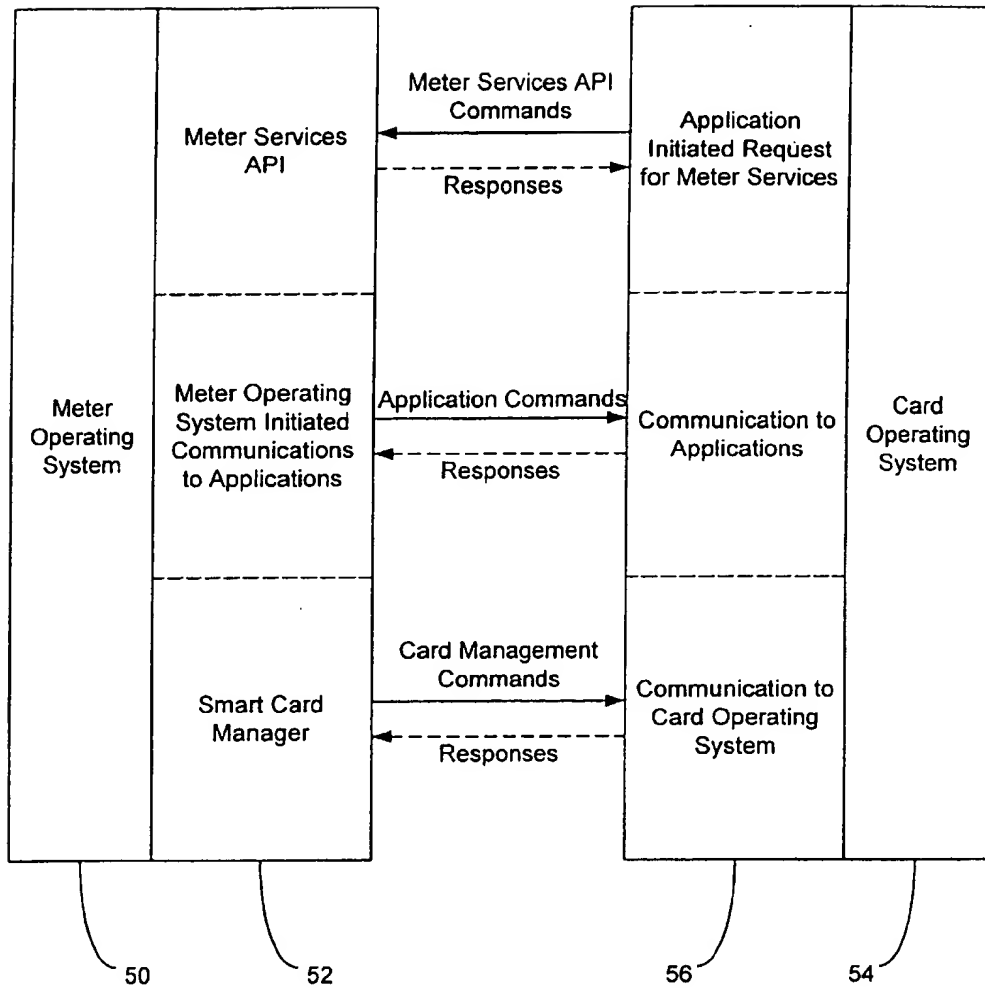 Meter
Operating
System
Meter Services
API
Meter Services API
Commands
Responses
Application
Initiated Request
for Meter Services
Meter Operating
System Initiated
Communications
to Applications
Application Commands
Responses
Communication to
Applications
Card
Operating
System
Smart Card
Manager
Card Management
Commands
Responses
Communication to
Card Operating
System
50
52
56
54